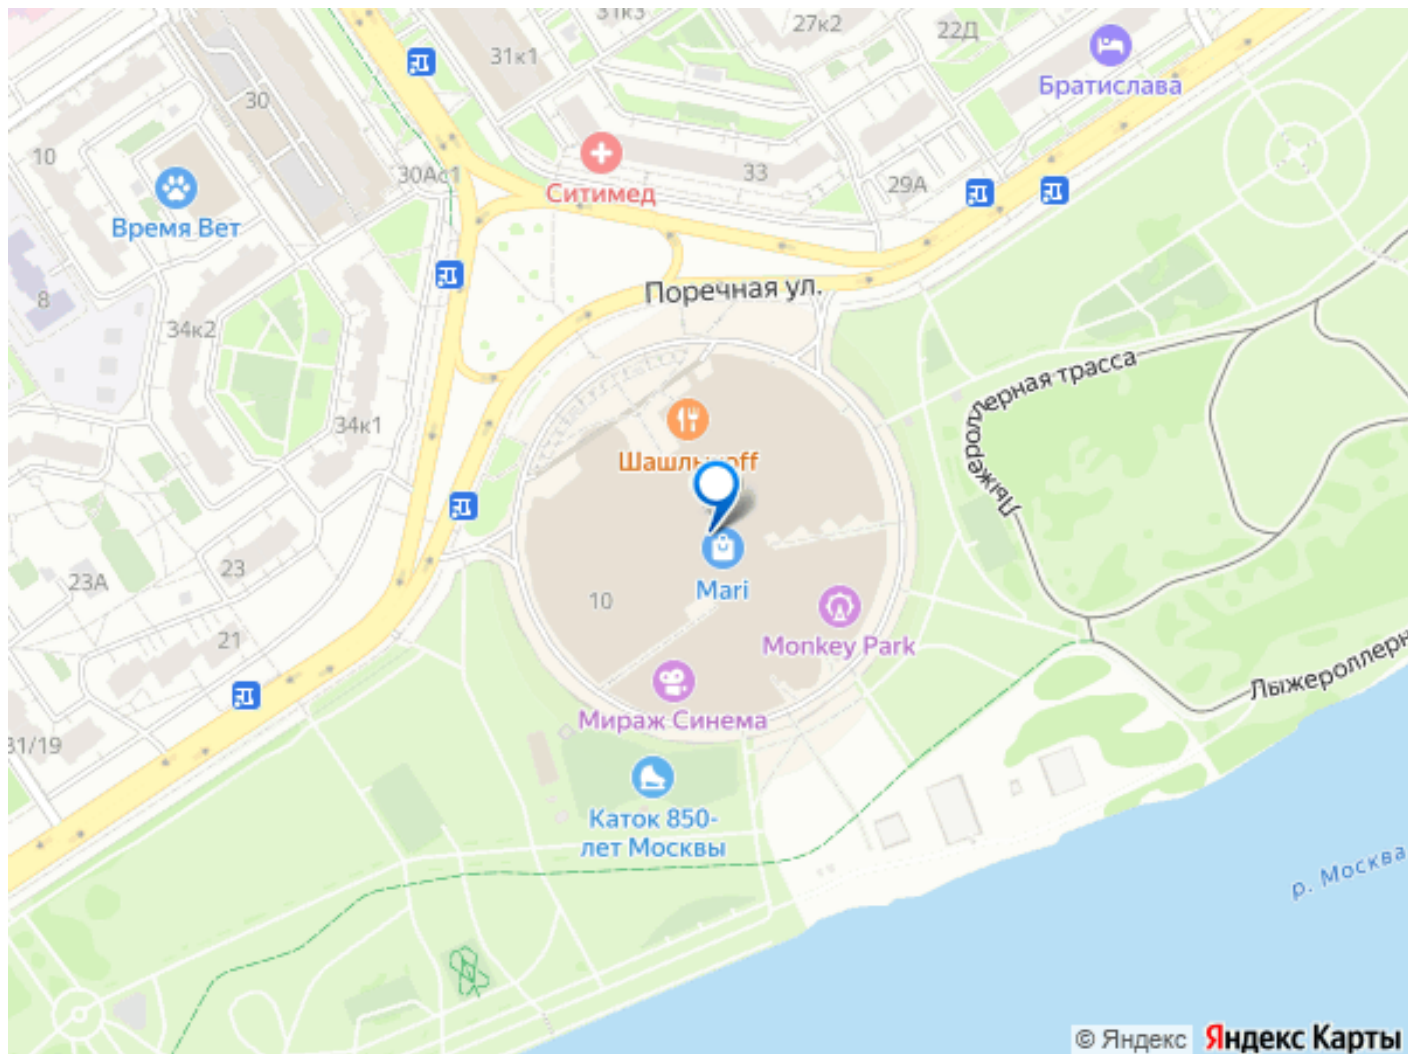 31к3
27к2
22Д
31к1
Братислава
30
10
30Ас1
Ситимед
33
29А
Время Вет
8
Поречная ул.
34к2
Лыжероллерная трасса
34к1
Mari
23
23А
10
21
Monkey Park
Лыжероллерн
Мираж Синема
31/19
Каток 850-
лет Москвы
р. Москва
© Яндекс
Яндекс Карты